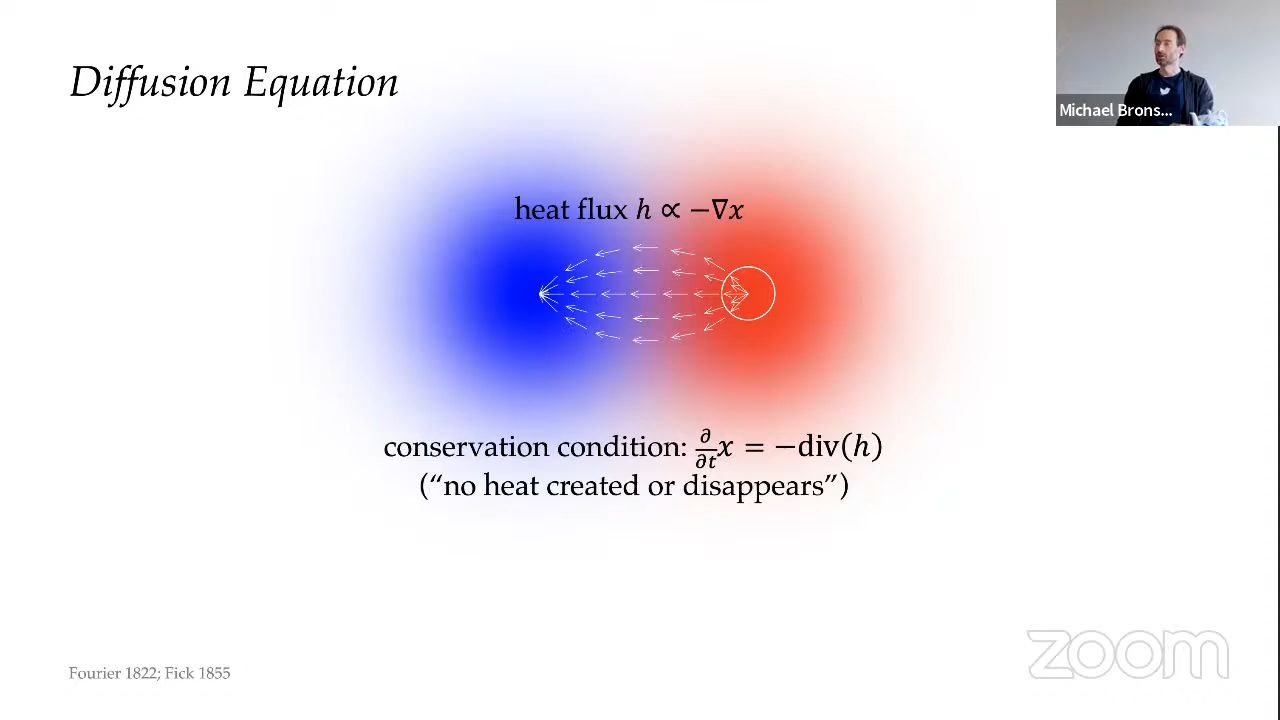 Diffusion Equation
Michael Brons...
heat flux h ∝ −∇x
conservation condition: ∂/∂t x = −div(h)
(“no heat created or disappears”)
Fourier 1822; Fick 1855
zoom